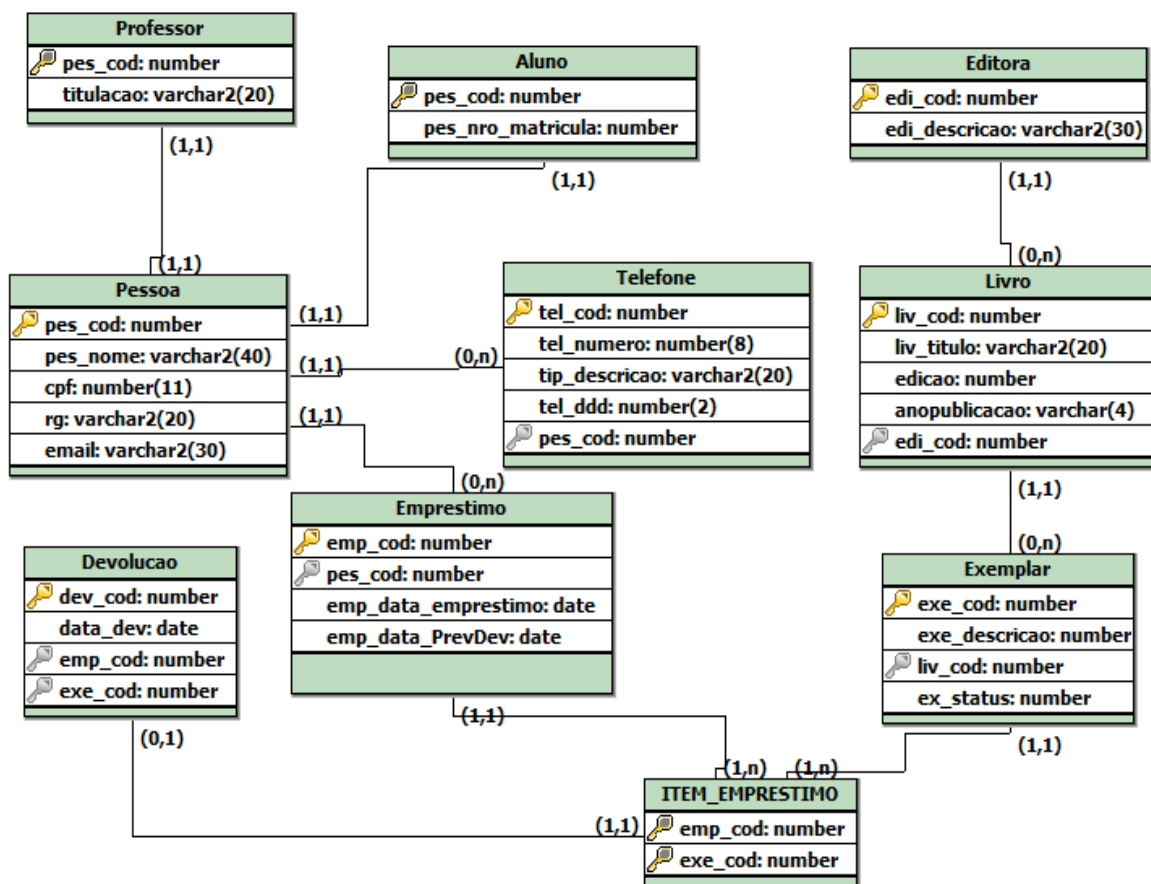 Professor
pes_cod: number
titulacao: varchar2(20)
(1,1)
(1,1)
Aluno
pes_cod: number
pes_nro_matricula: number
(1,1)
Editora
edi_cod: number
edi_descricao: varchar2(30)
(1,1)
(0,n)
Pessoa
pes_cod: number
pes_nome: varchar2(40)
cpf: number(11)
rg: varchar2(20)
email: varchar2(30)
(1,1)
(1,1)
(1,1)
(0,n)
Telefone
tel_cod: number
tel_numero: number(8)
tip_descricao: varchar2(20)
tel_ddd: number(2)
pes_cod: number
Livro
liv_cod: number
liv_titulo: varchar2(20)
edicao: number
anopublicacao: varchar(4)
edi_cod: number
(1,1)
(0,n)
(0,n)
Emprestimo
emp_cod: number
pes_cod: number
emp_data_emprestimo: date
emp_data_PrevDev: date
(1,1)
Devolucao
dev_cod: number
data_dev: date
emp_cod: number
exe_cod: number
(0,1)
Exemplar
exe_cod: number
exe_descricao: number
liv_cod: number
ex_status: number
(1,1)
(1,n)
(1,n)
ITEM_EMPRESTIMO
(1,1)
emp_cod: number
exe_cod: number